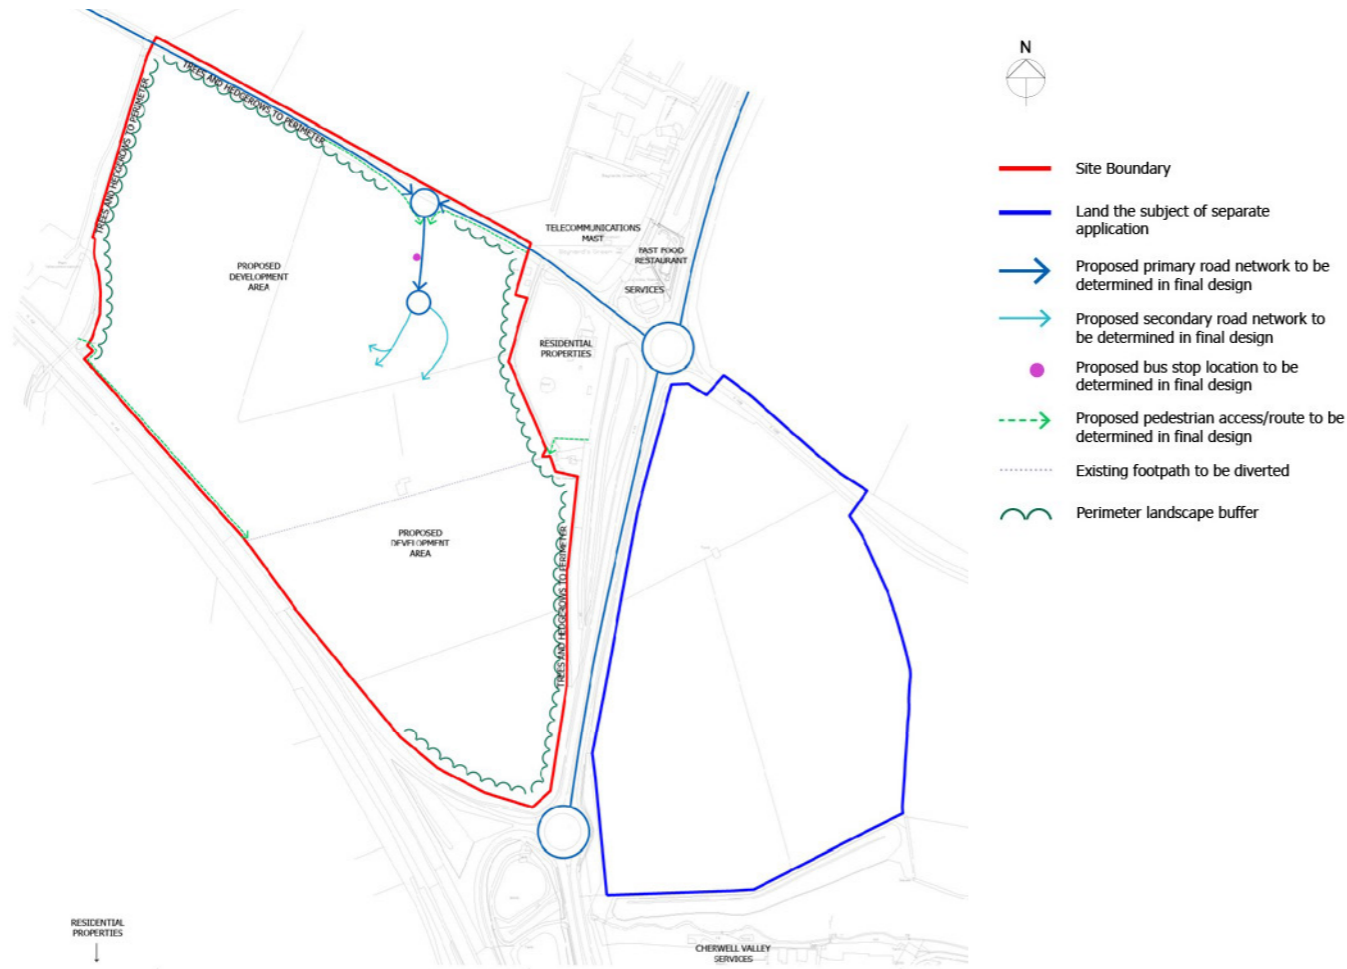 N
TREES AND HEDGEROWS TO PERIMETER
TREES AND HEDGEROWS TO PERIMETER
TELECOMMUNICATIONS
MAST
FAST FOOD
RESTAURANT
SERVICES
PROPOSED
DEVELOPMENT
AREA
RESIDENTIAL
PROPERTIES
PROPOSED
DEVELOPMENT
AREA
TREES AND HEDGEROWS TO PERIMETER
RESIDENTIAL
PROPERTIES
CHERWELL VALLEY
SERVICES
Site Boundary
Land the subject of separate
application
Proposed primary road network to be
determined in final design
Proposed secondary road network to
be determined in final design
Proposed bus stop location to be
determined in final design
Proposed pedestrian access/route to be
determined in final design
Existing footpath to be diverted
Perimeter landscape buffer